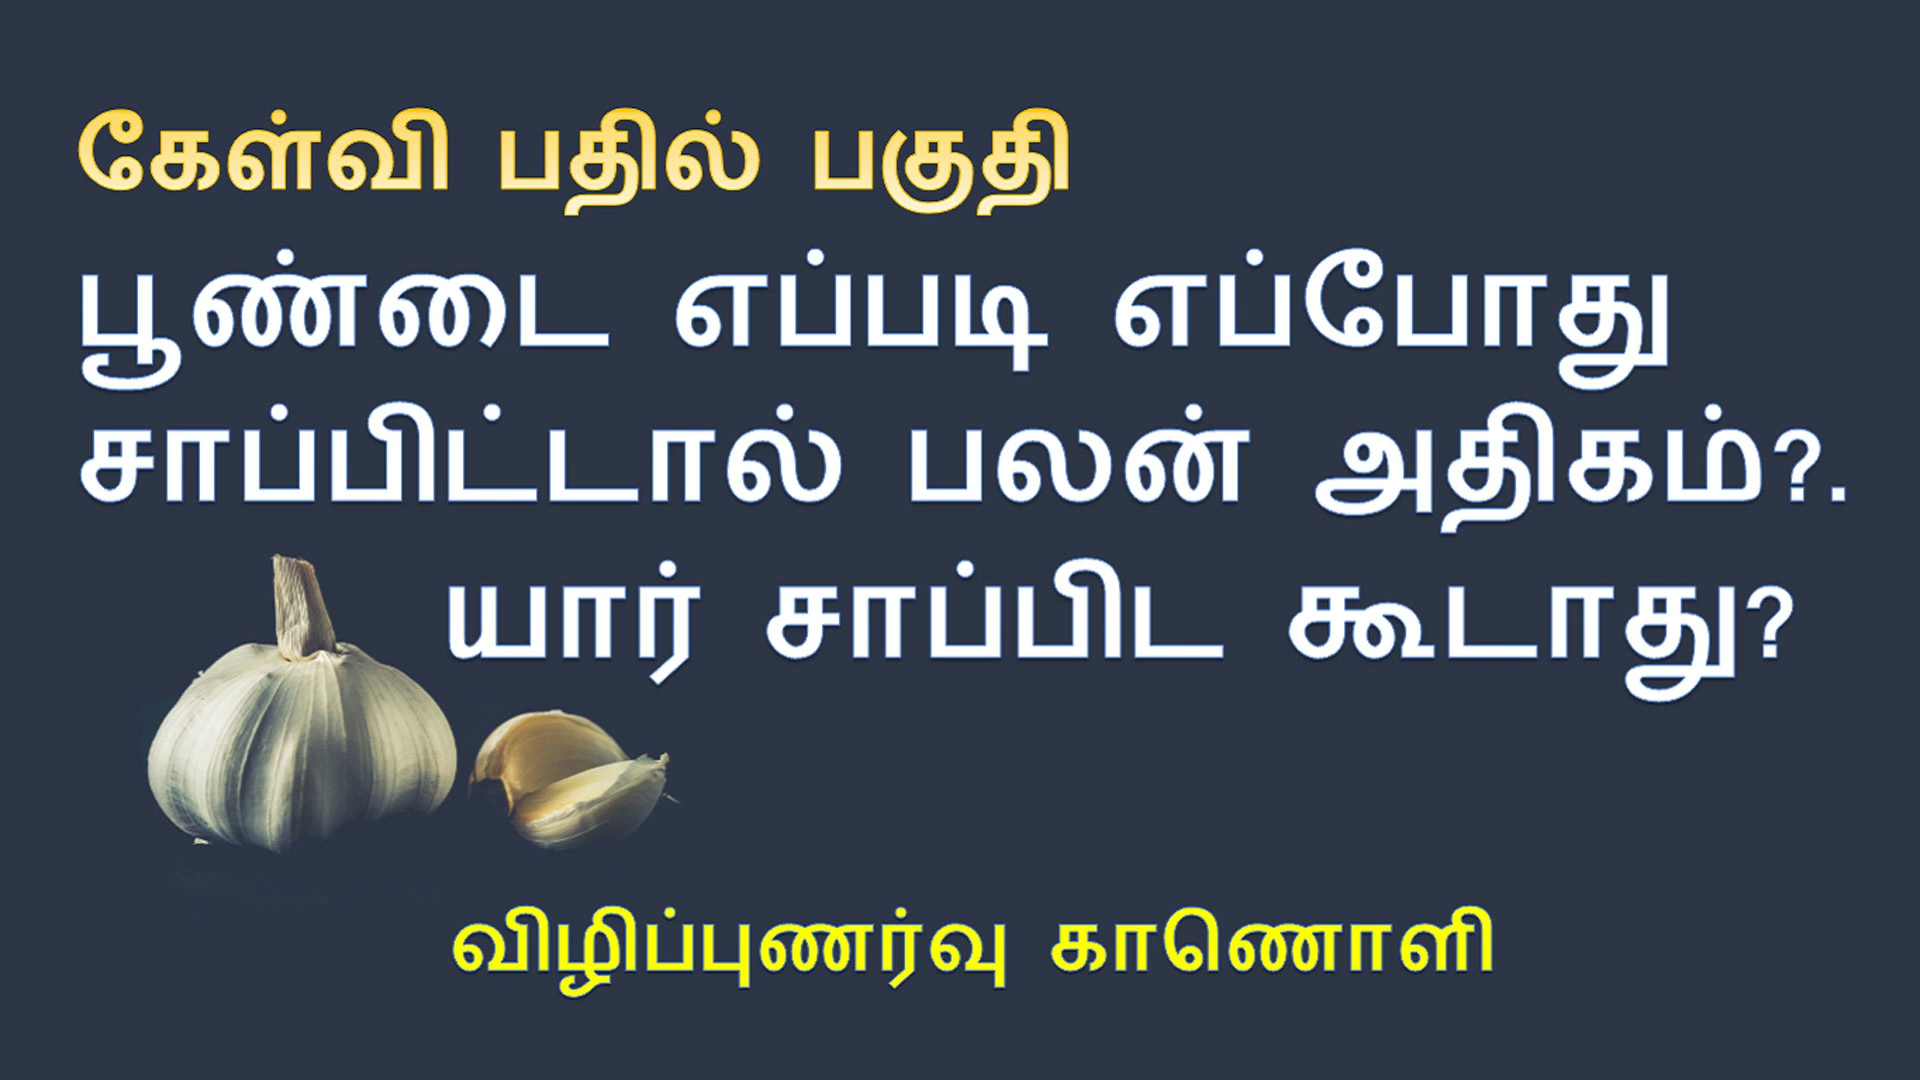 கேள்வி பதில் பகுதி
பூண்டை எப்படி எப்போது
சாப்பிட்டால் பலன் அதிகம்?.
யார் சாப்பிட கூடாது?
விழிப்புணர்வு காணொளி